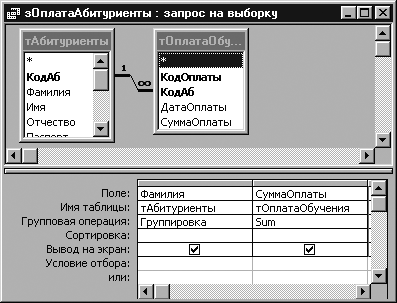 зОплатаАбитуриенты : запрос на выборку
тАбитуриенты
*
КодАб
Фамилия
Имя
Отчество
Паспорт
1
∞
тОплатаОбу...
*
КодОплаты
КодАб
ДатаОплаты
СуммаОплаты
Поле: Фамилия СуммаОплаты
Имя таблицы: тАбитуриенты тОплатаОбучения
Групповая операция: Группировка Sum
Сортировка:
Вывод на экран:
Условие отбора:
или: